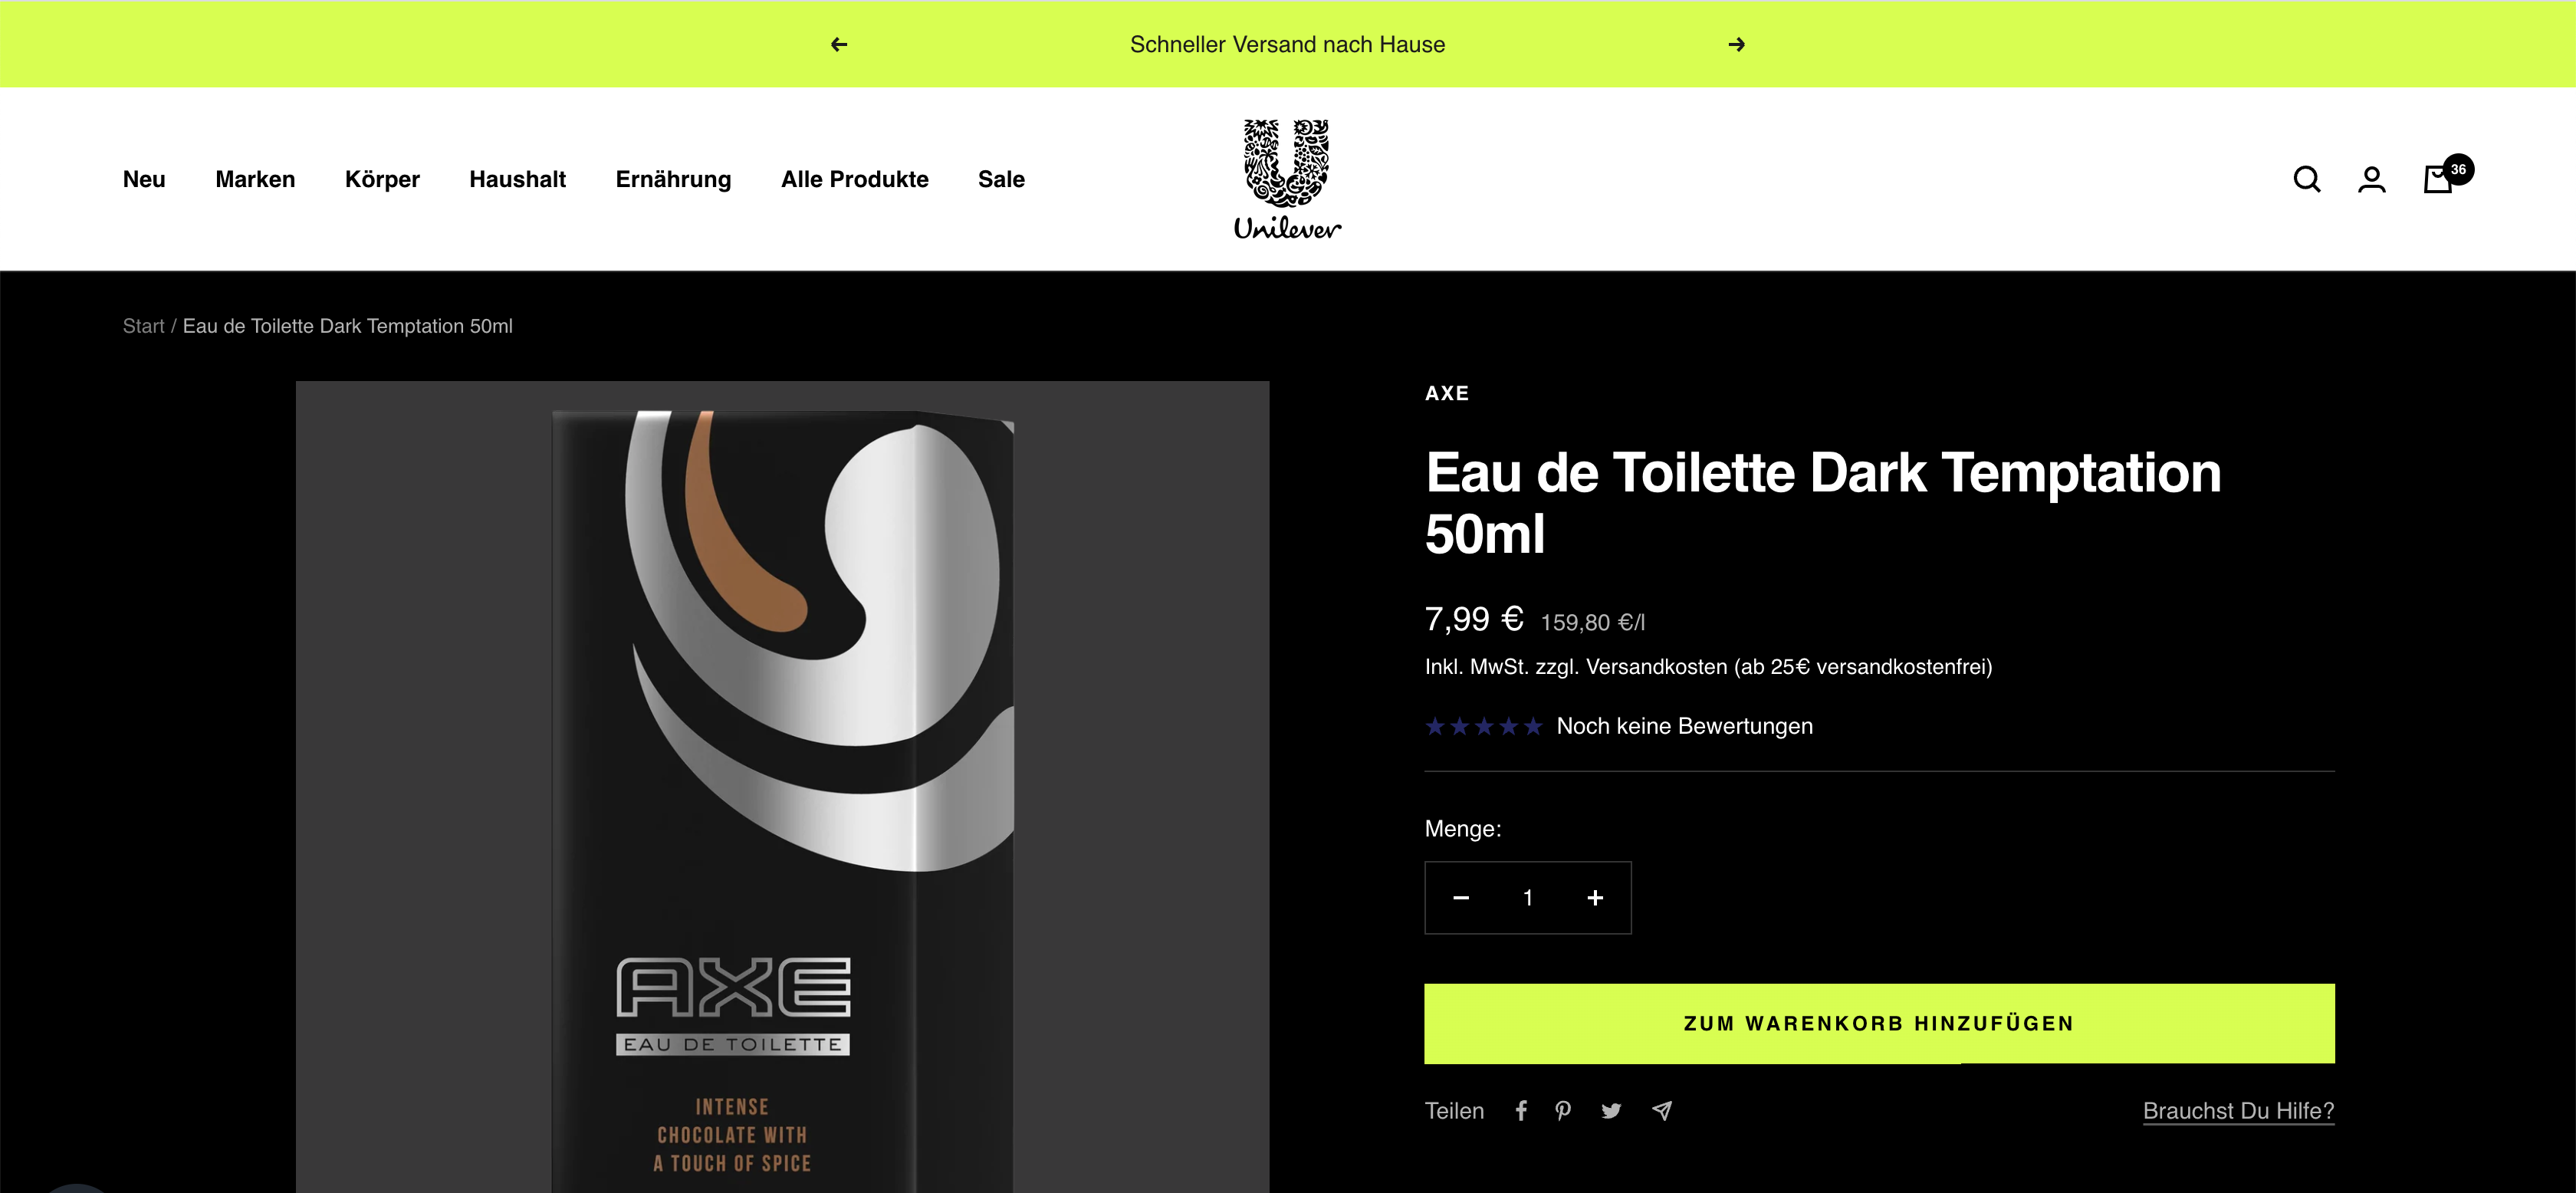 Schneller Versand nach Hause
Neu Marken Körper Haushalt Ernährung Alle Produkte Sale
Unilever
36
Start / Eau de Toilette Dark Temptation 50ml
AXE
Eau de Toilette Dark Temptation
50ml
7,99 € 159,80 €/l
Inkl. MwSt. zzgl. Versandkosten (ab 25€ versandkostenfrei)
Noch keine Bewertungen
Menge:
1
ZUM WARENKORB HINZUFÜGEN
Teilen
Brauchst Du Hilfe?
AXE
EAU DE TOILETTE
INTENSE
CHOCOLATE WITH
A TOUCH OF SPICE